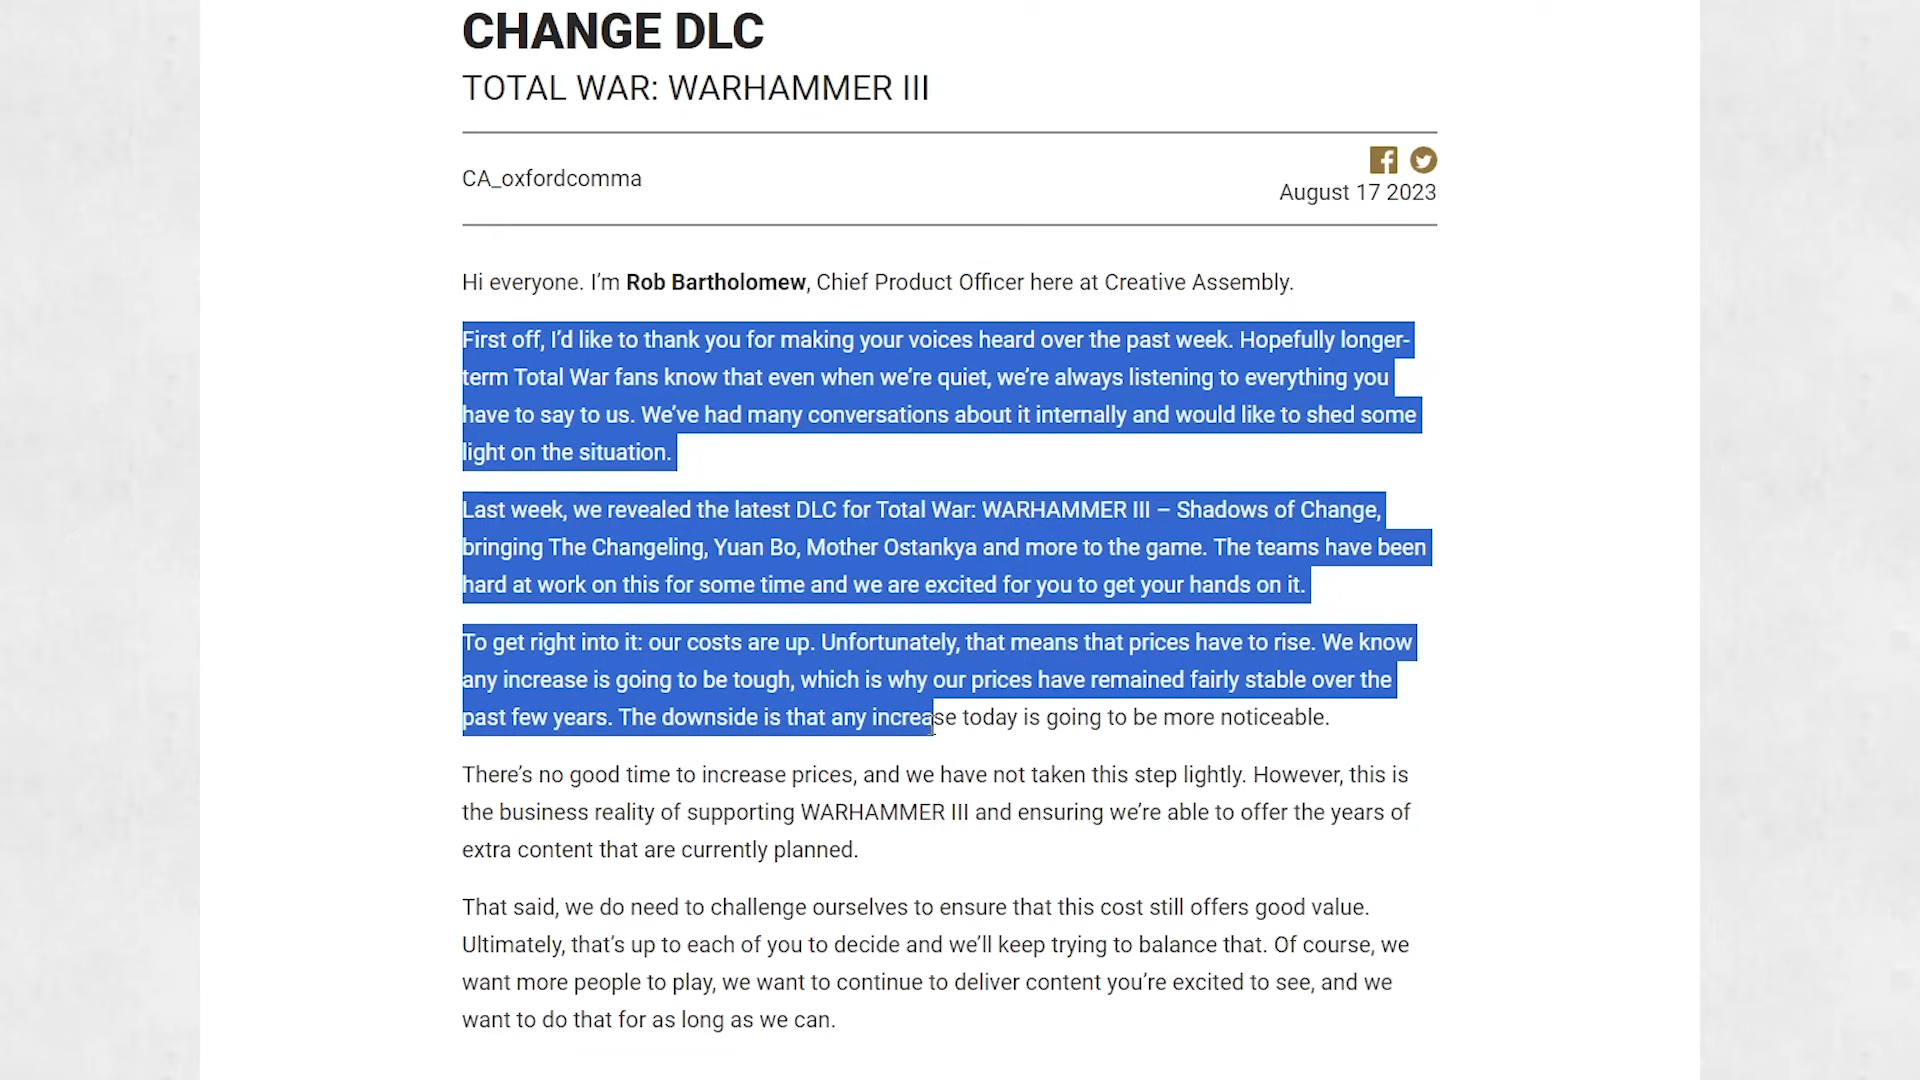 CHANGE DLC
TOTAL WAR: WARHAMMER III
CA_oxfordcomma
August 17 2023
Hi everyone. I’m Rob Bartholomew, Chief Product Officer here at Creative Assembly.
First off, I’d like to thank you for making your voices heard over the past week. Hopefully longer-
term Total War fans know that even when we’re quiet, we’re always listening to everything you
have to say to us. We’ve had many conversations about it internally and would like to shed some
light on the situation.
Last week, we revealed the latest DLC for Total War: WARHAMMER III – Shadows of Change,
bringing The Changeling, Yuan Bo, Mother Ostankya and more to the game. The teams have been
hard at work on this for some time and we are excited for you to get your hands on it.
To get right into it: our costs are up. Unfortunately, that means that prices have to rise. We know
any increase is going to be tough, which is why our prices have remained fairly stable over the
past few years. The downside is that any increase today is going to be more noticeable.
There’s no good time to increase prices, and we have not taken this step lightly. However, this is
the business reality of supporting WARHAMMER III and ensuring we’re able to offer the years of
extra content that are currently planned.
That said, we do need to challenge ourselves to ensure that this cost still offers good value.
Ultimately, that’s up to each of you to decide and we’ll keep trying to balance that. Of course, we
want more people to play, we want to continue to deliver content you’re excited to see, and we
want to do that for as long as we can.